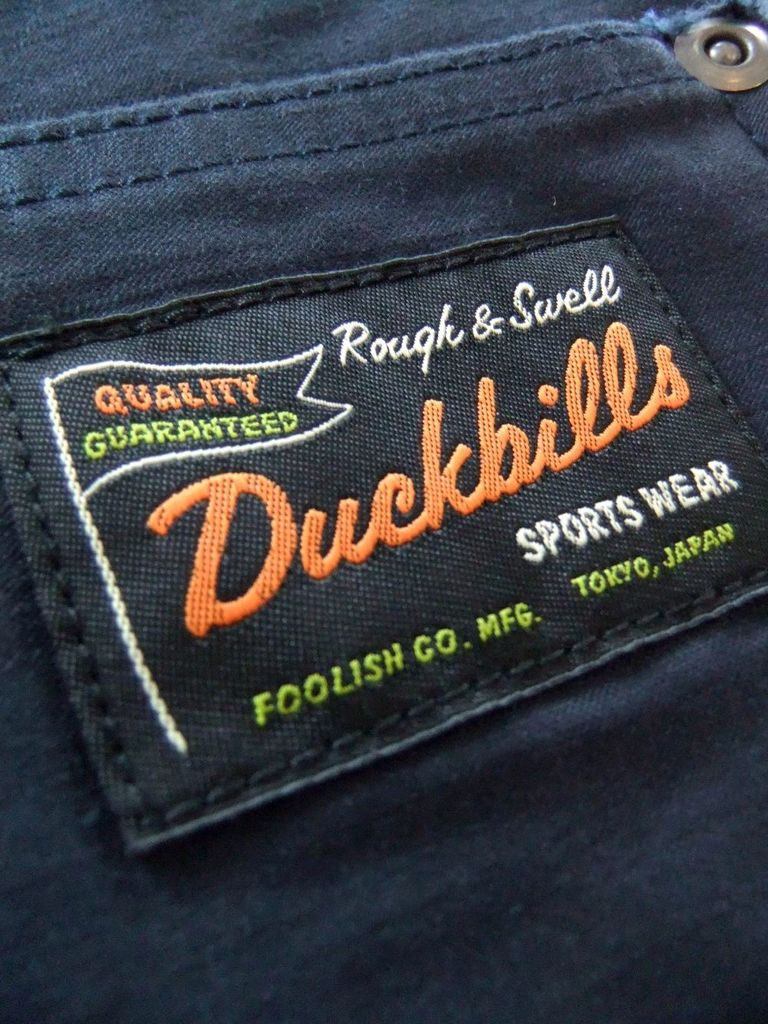 Rough & Swell
QUALITY
GUARANTEED
Duckbills
SPORTS WEAR
FOOLISH CO. MFG. TOKYO, JAPAN